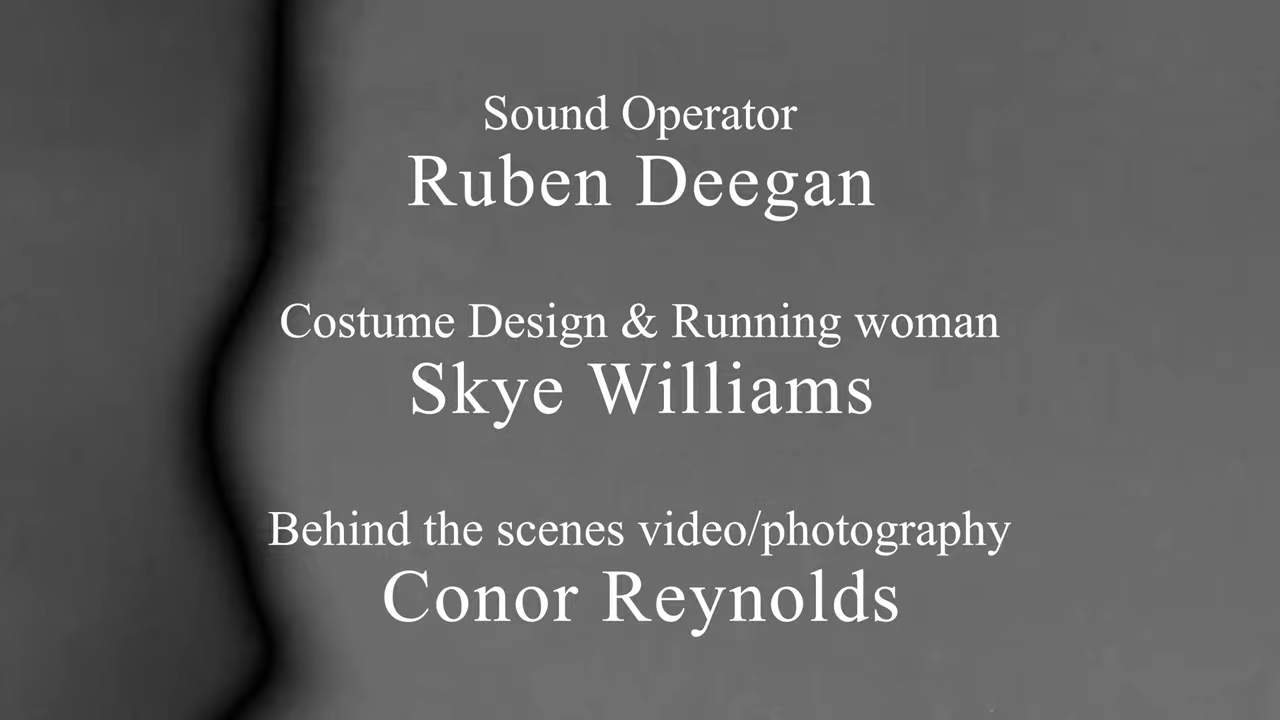 Sound Operator
Ruben Deegan
Costume Design & Running woman
Skye Williams
Behind the scenes video/photography
Conor Reynolds